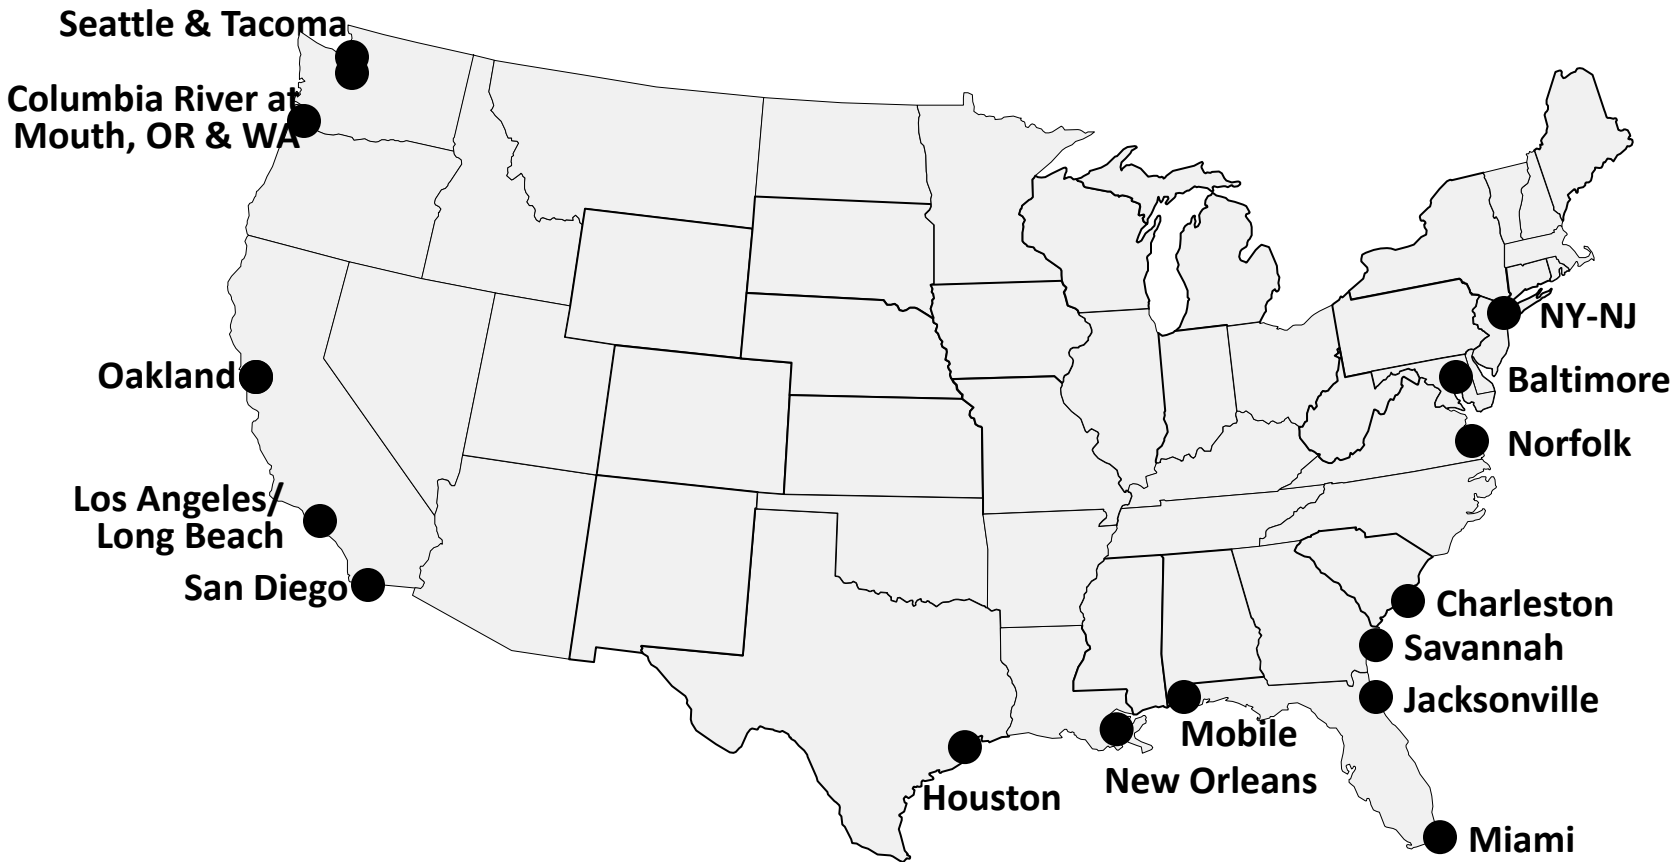 Seattle & Tacoma
Columbia River at
Mouth, OR & WA
Oakland
Los Angeles/
Long Beach
San Diego
NY-NJ
Baltimore
Norfolk
Charleston
Savannah
Jacksonville
Mobile
New Orleans
Houston
Miami